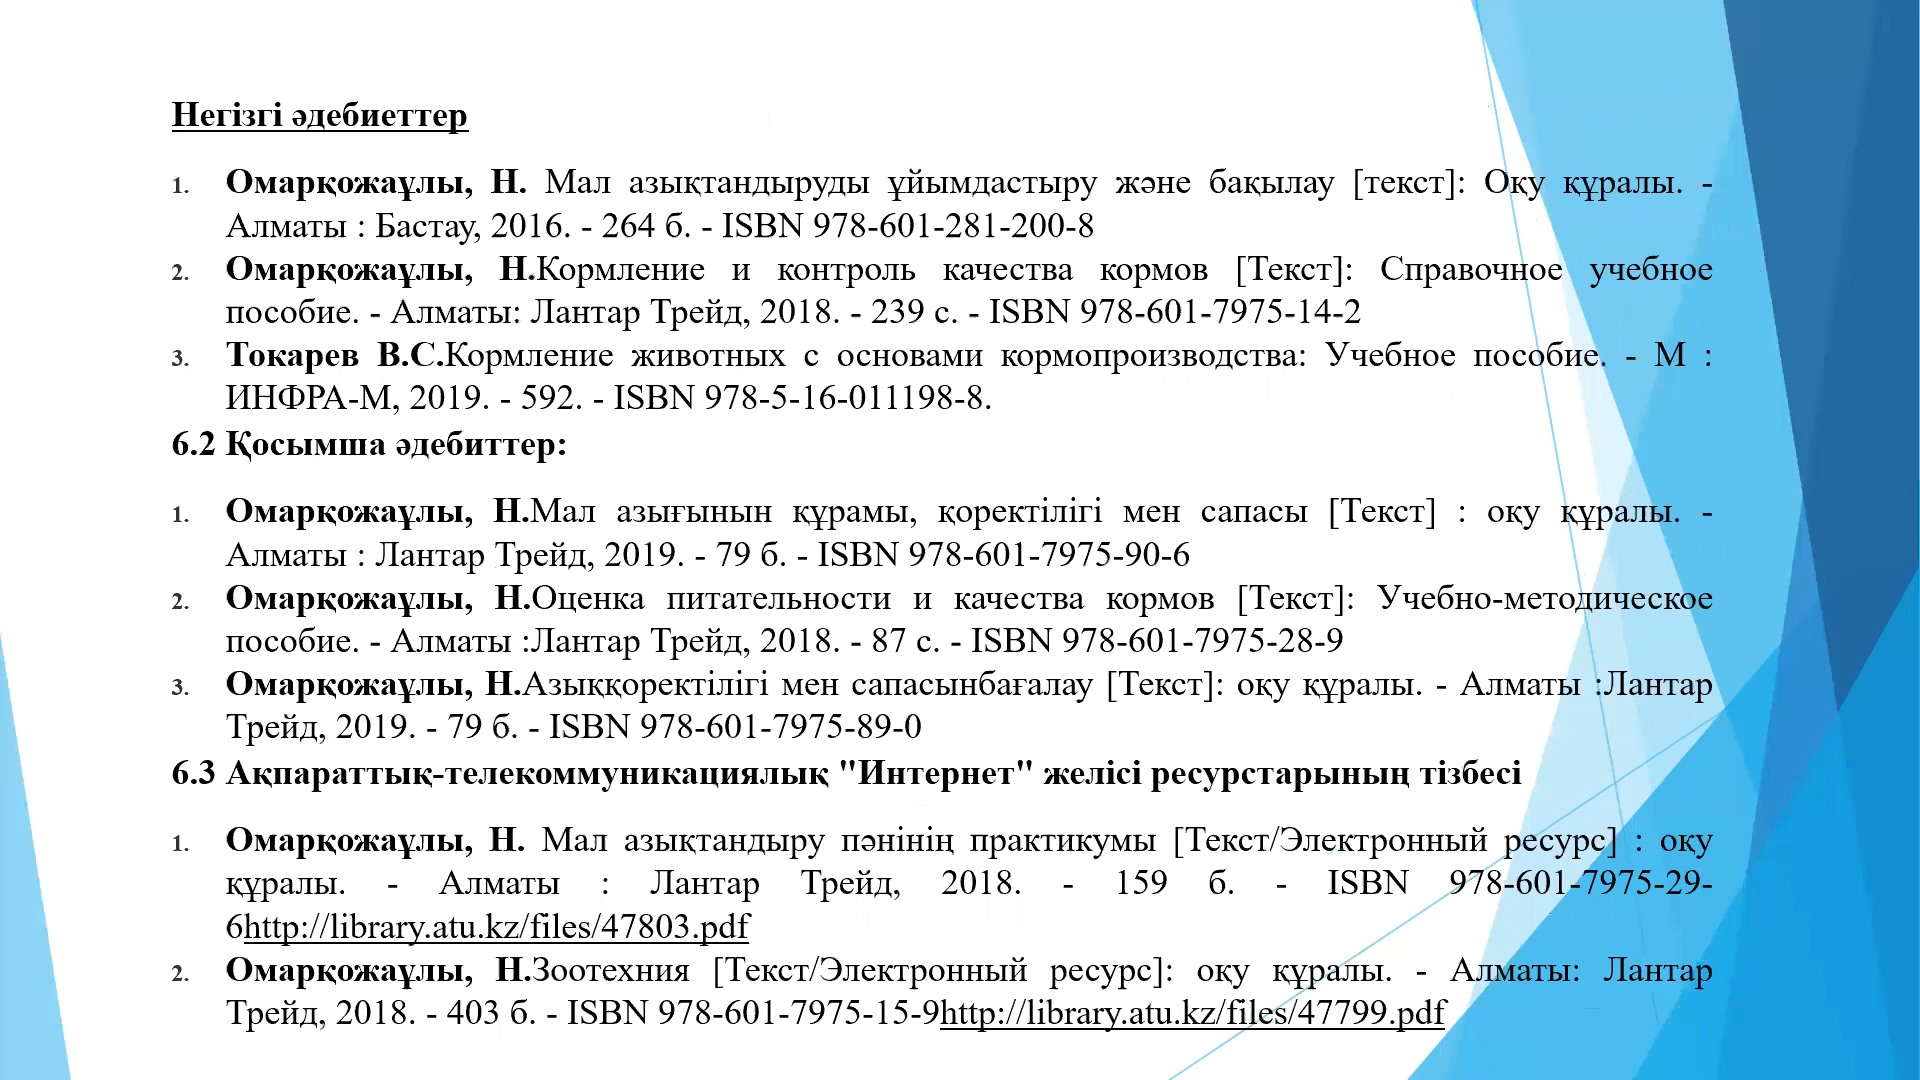 Негізгі әдебиеттер
1. Омарқожаұлы, Н. Мал азықтандыруды ұйымдастыру және бақылау [текст]: Оқу құралы. -
Алматы : Бастау, 2016. - 264 б. - ISBN 978-601-281-200-8
2. Омарқожаұлы, Н.Кормление и контроль качества кормов [Текст]: Справочное учебное
пособие. - Алматы: Лантар Трейд, 2018. - 239 с. - ISBN 978-601-7975-14-2
3. Токарев В.С.Кормление животных с основами кормопроизводства: Учебное пособие. - М :
ИНФРА-М, 2019. - 592. - ISBN 978-5-16-011198-8.
6.2 Қосымша әдебиттер:
1. Омарқожаұлы, Н.Мал азығынын құрамы, қоректілігі мен сапасы [Текст] : оқу құралы. -
Алматы : Лантар Трейд, 2019. - 79 б. - ISBN 978-601-7975-90-6
2. Омарқожаұлы, Н.Оценка питательности и качества кормов [Текст]: Учебно-методическое
пособие. - Алматы :Лантар Трейд, 2018. - 87 с. - ISBN 978-601-7975-28-9
3. Омарқожаұлы, Н.Азыққоректілігі мен сапасынбағалау [Текст]: оқу құралы. - Алматы :Лантар
Трейд, 2019. - 79 б. - ISBN 978-601-7975-89-0
6.3 Ақпараттық-телекоммуникациялық "Интернет" желісі ресурстарының тізбесі
1. Омарқожаұлы, Н. Мал азықтандыру пәнінің практикумы [Текст/Электронный ресурс] : оқу
құралы. - Алматы : Лантар Трейд, 2018. - 159 б. - ISBN 978-601-7975-29-
6http://library.atu.kz/files/47803.pdf
2. Омарқожаұлы, Н.Зоотехния [Текст/Электронный ресурс]: оқу құралы. - Алматы: Лантар
Трейд, 2018. - 403 б. - ISBN 978-601-7975-15-9http://library.atu.kz/files/47799.pdf